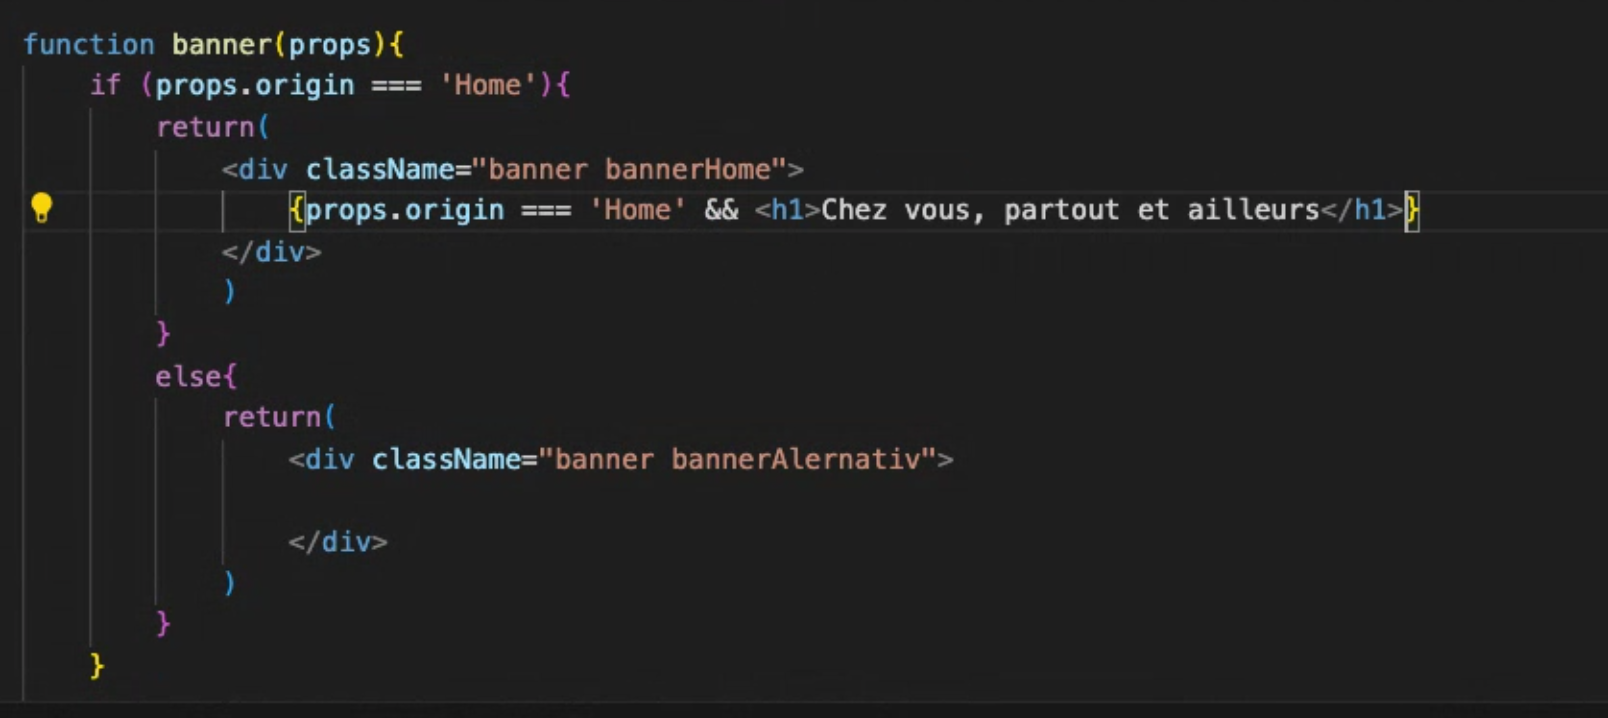 function banner(props){
if (props.origin === 'Home'){
return(
<div className="banner bannerHome">
{props.origin === 'Home' && <h1>Chez vous, partout et ailleurs</h1>}
</div>
)
}
else{
return(
<div className="banner bannerAlernativ">
</div>
)
}
}